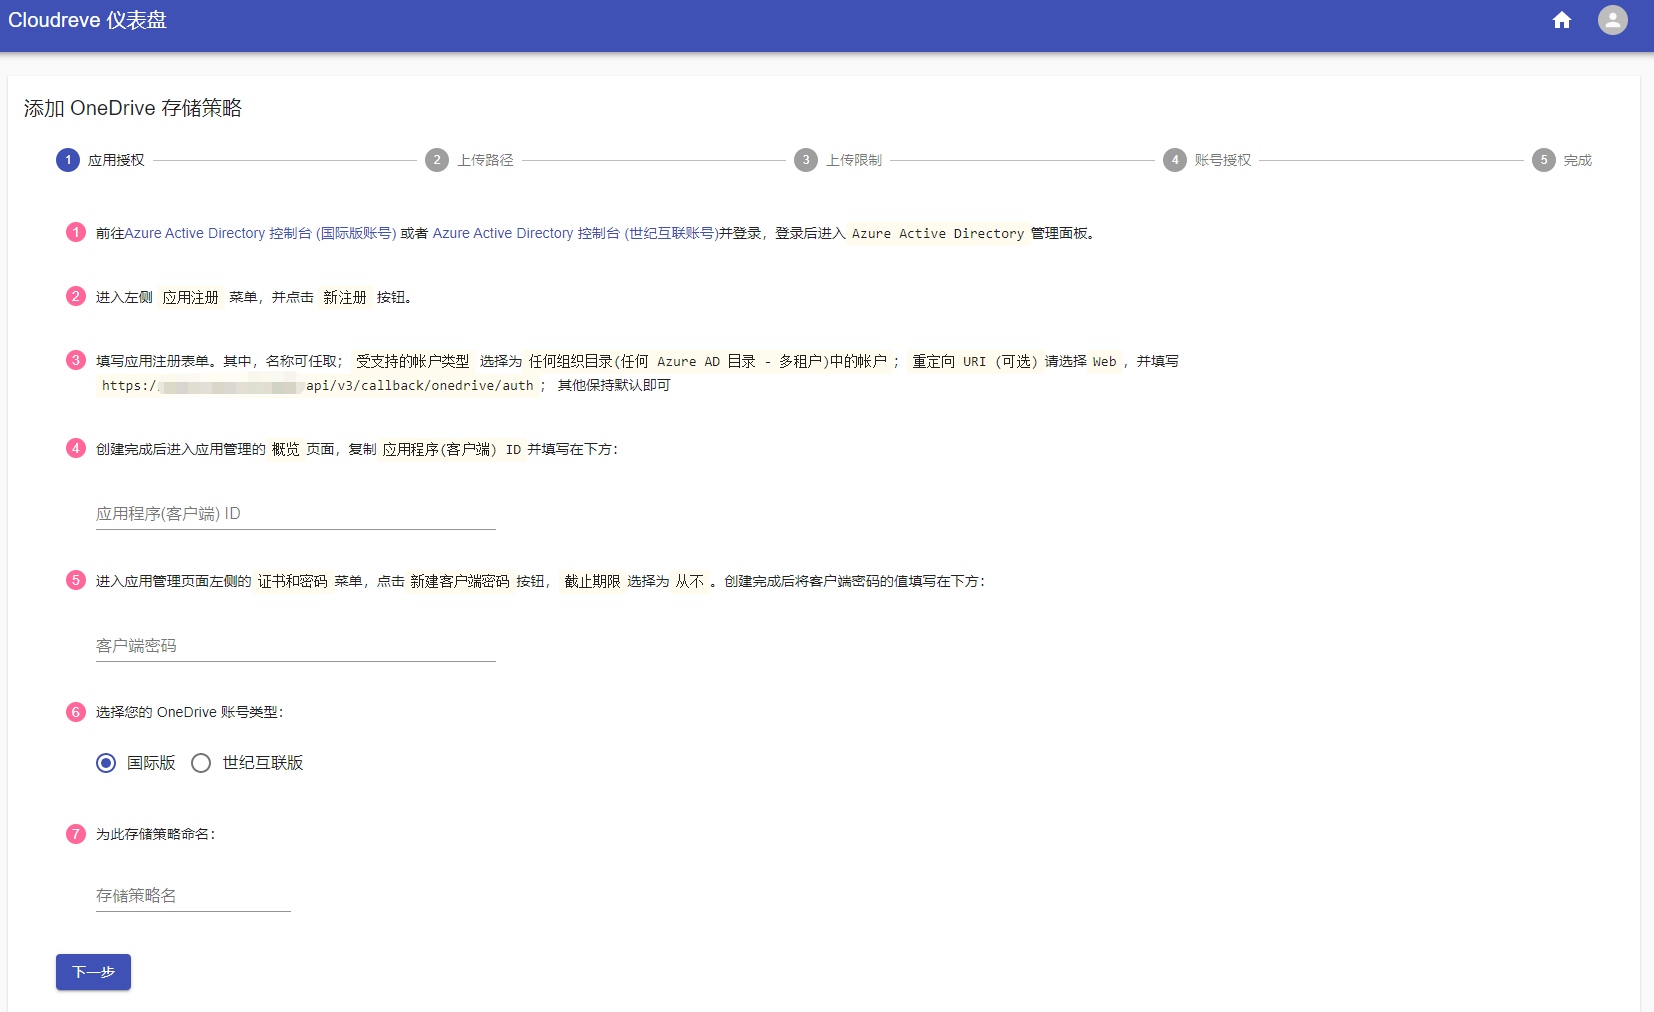 Cloudreve 仪表盘
添加 OneDrive 存储策略
1 应用授权 2 上传路径 3 上传限制 4 账号授权 5 完成
1 前往Azure Active Directory 控制台 (国际版账号) 或者 Azure Active Directory 控制台 (世纪互联账号)并登录，登录后进入 Azure Active Directory 管理面板。
2 进入左侧 应用注册 菜单，并点击 新注册 按钮。
3 填写应用注册表单。其中，名称可任取； 受支持的帐户类型 选择为 任何组织目录(任何 Azure AD 目录 - 多租户)中的帐户 ； 重定向 URI (可选) 请选择 Web ，并填写
https:/ api/v3/callback/onedrive/auth ； 其他保持默认即可
4 创建完成后进入应用管理的 概览 页面，复制 应用程序(客户端) ID 并填写在下方：
应用程序(客户端) ID
5 进入应用管理页面左侧的 证书和密码 菜单，点击 新建客户端密码 按钮， 截止期限 选择为 从不 。创建完成后将客户端密码的值填写在下方：
客户端密码
6 选择您的 OneDrive 账号类型：
国际版 世纪互联版
7 为此存储策略命名：
存储策略名
下一步